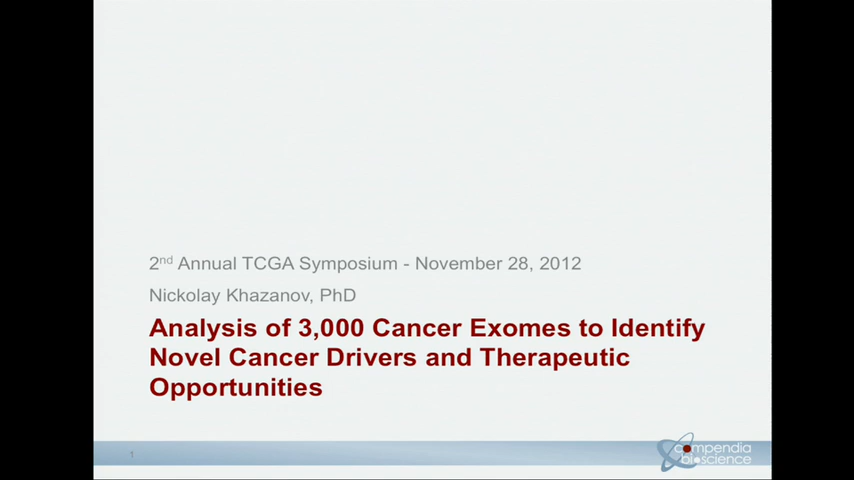 2nd Annual TCGA Symposium - November 28, 2012
Nickolay Khazanov, PhD
Analysis of 3,000 Cancer Exomes to Identify
Novel Cancer Drivers and Therapeutic
Opportunities
1
compendia
bioscience